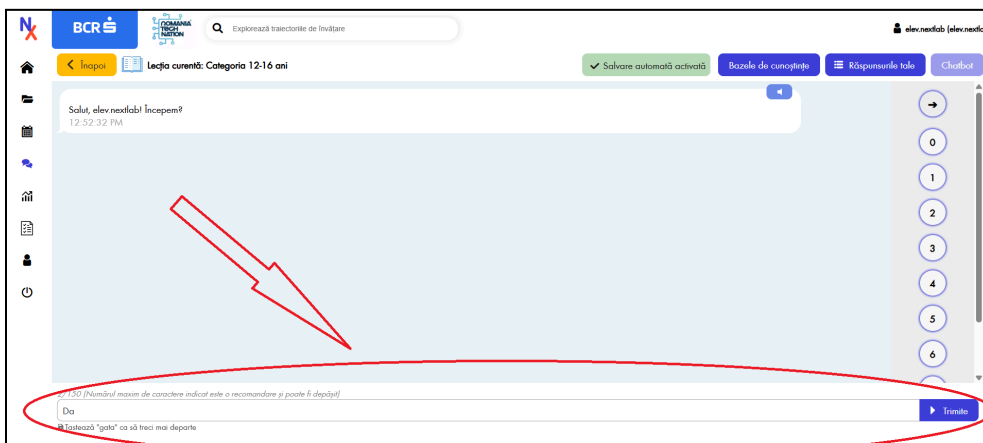 NX
BCR
ROMANIA
TECH
NATION
Explorează traiectoriile de învățare
elev.nextlab (elev.nextla
Înapoi
Lecția curentă: Categoria 12-16 ani
Salvare automată activată
Bazele de cunoștințe
Răspunsurile tale
Chatbot
Salut, elev.nextlab! Începem?
12:52:32 PM
0
1
2
3
4
5
6
2/150 (Numărul maxim de caractere indicat este o recomandare și poate fi depășit)
Da
Trimite
Tastează "gata" ca să treci mai departe